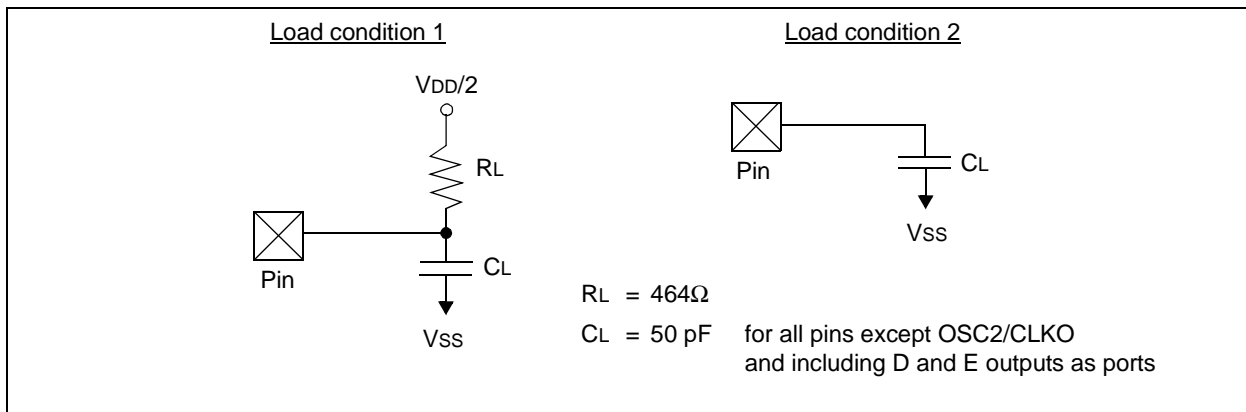 Load condition 1
VDD/2
RL
Pin
CL
VSS
Load condition 2
Pin
CL
VSS
RL = 464Ω
CL = 50 pF for all pins except OSC2/CLKO
and including D and E outputs as ports